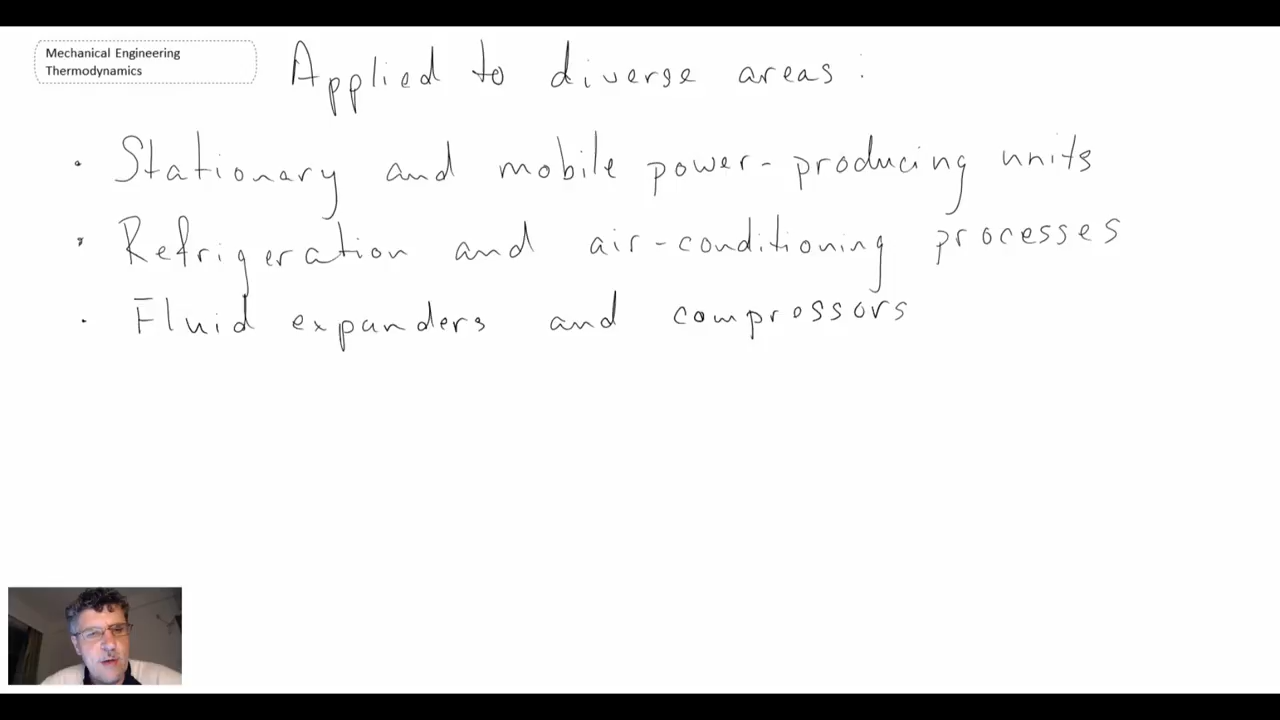 Mechanical Engineering
Thermodynamics
Applied to diverse areas:
· Stationary and mobile power-producing units
· Refrigeration and air-conditioning processes
· Fluid expanders and comprossors